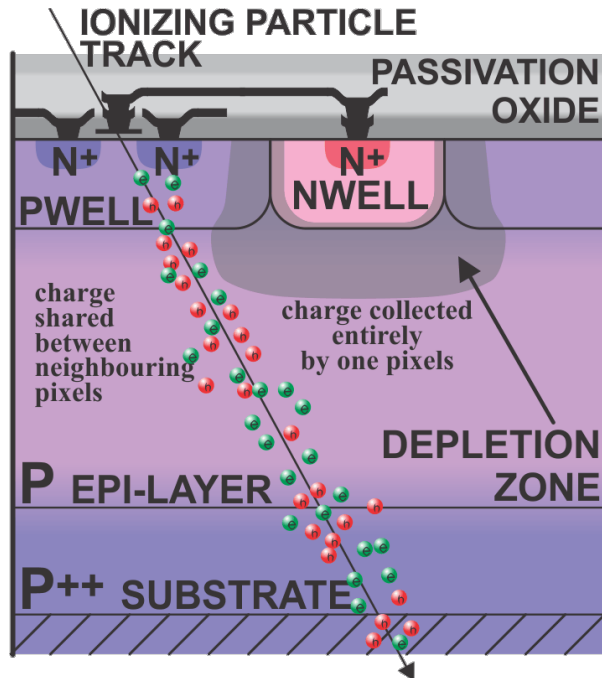 IONIZING PARTICLE
TRACK
PASSIVATION
OXIDE
N+
N+
N+
PWELL
NWELL
charge
shared
between
neighbouring
pixels
charge collected
entirely
by one pixels
DEPLETION
ZONE
P EPI-LAYER
P++ SUBSTRATE